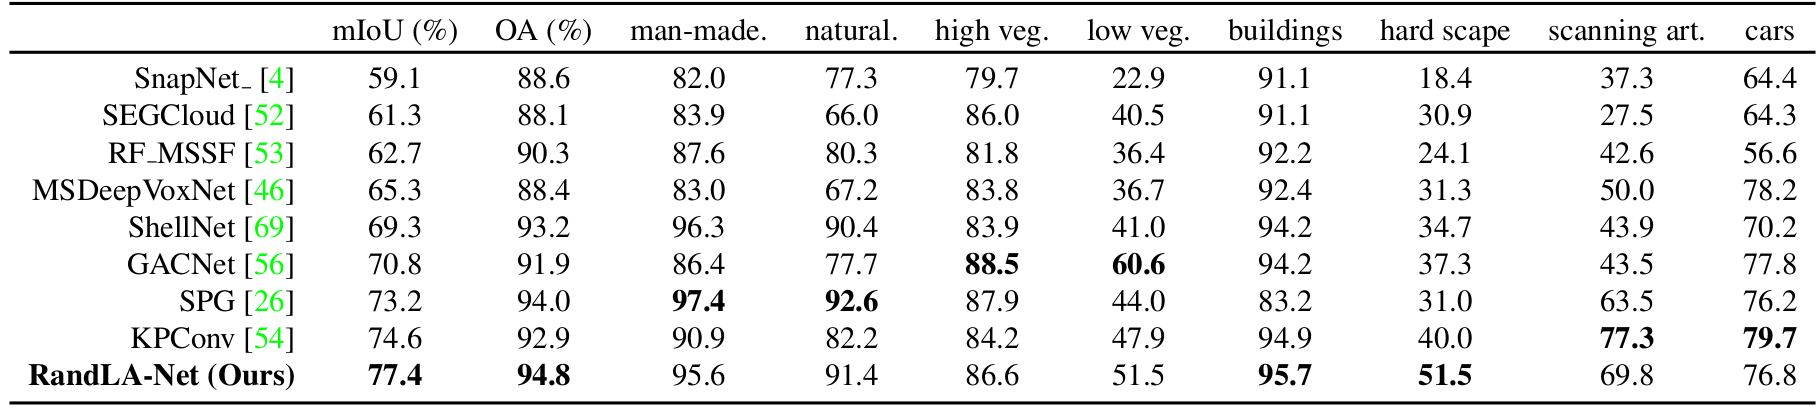 mIoU (%) OA (%) man-made. natural. high veg. low veg. buildings hard scape scanning art. cars
SnapNet_ [4] 59.1 88.6 82.0 77.3 79.7 22.9 91.1 18.4 37.3 64.4
SEGCloud [52] 61.3 88.1 83.9 66.0 86.0 40.5 91.1 30.9 27.5 64.3
RF_MSSF [53] 62.7 90.3 87.6 80.3 81.8 36.4 92.2 24.1 42.6 56.6
MSDeepVoxNet [46] 65.3 88.4 83.0 67.2 83.8 36.7 92.4 31.3 50.0 78.2
ShellNet [69] 69.3 93.2 96.3 90.4 83.9 41.0 94.2 34.7 43.9 70.2
GACNet [56] 70.8 91.9 86.4 77.7 88.5 60.6 94.2 37.3 43.5 77.8
SPG [26] 73.2 94.0 97.4 92.6 87.9 44.0 83.2 31.0 63.5 76.2
KPConv [54] 74.6 92.9 90.9 82.2 84.2 47.9 94.9 40.0 77.3 79.7
RandLA-Net (Ours) 77.4 94.8 95.6 91.4 86.6 51.5 95.7 51.5 69.8 76.8